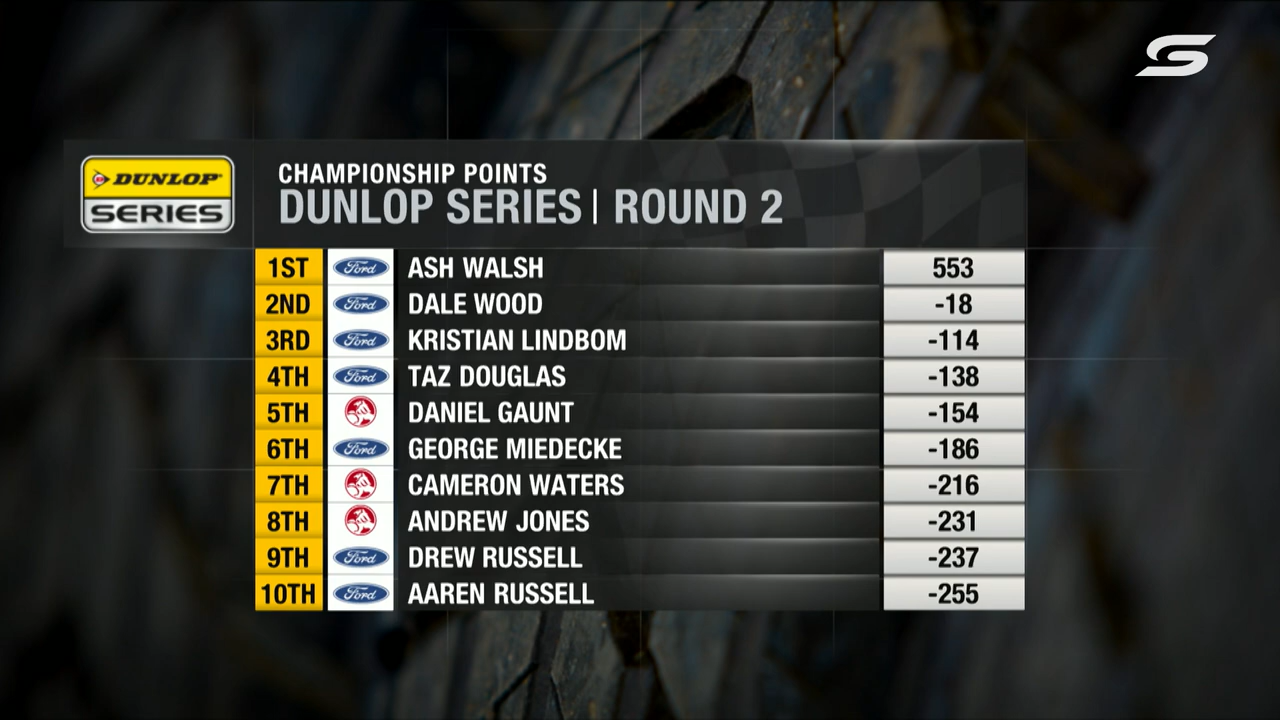 DUNLOP
SERIES
CHAMPIONSHIP POINTS
DUNLOP SERIES | ROUND 2
1ST Ford ASH WALSH 553
2ND Ford DALE WOOD -18
3RD Ford KRISTIAN LINDBOM -114
4TH Ford TAZ DOUGLAS -138
5TH DANIEL GAUNT -154
6TH Ford GEORGE MIEDECKE -186
7TH CAMERON WATERS -216
8TH ANDREW JONES -231
9TH Ford DREW RUSSELL -237
10TH Ford AAREN RUSSELL -255